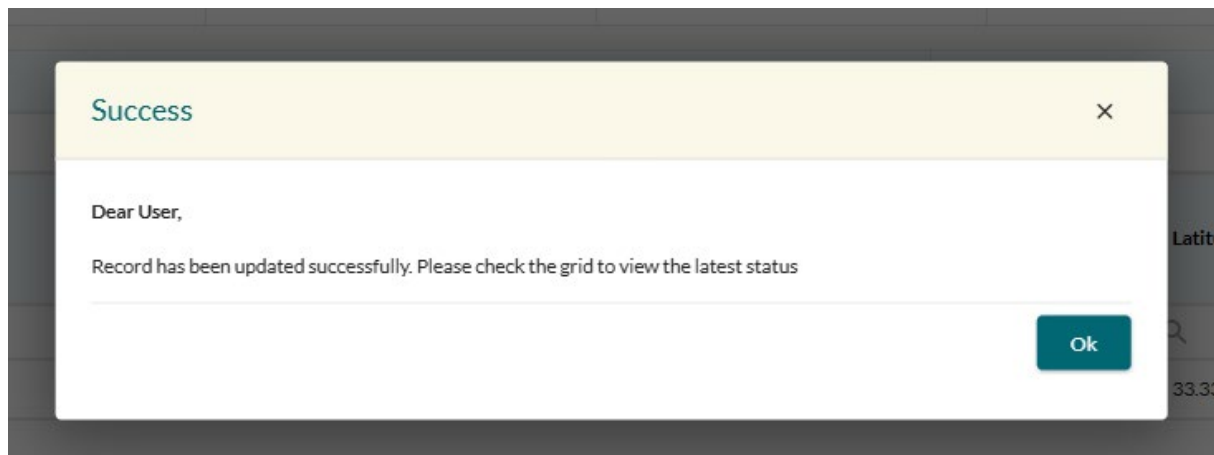 Success
×
Dear User,
Record has been updated successfully. Please check the grid to view the latest status
Ok